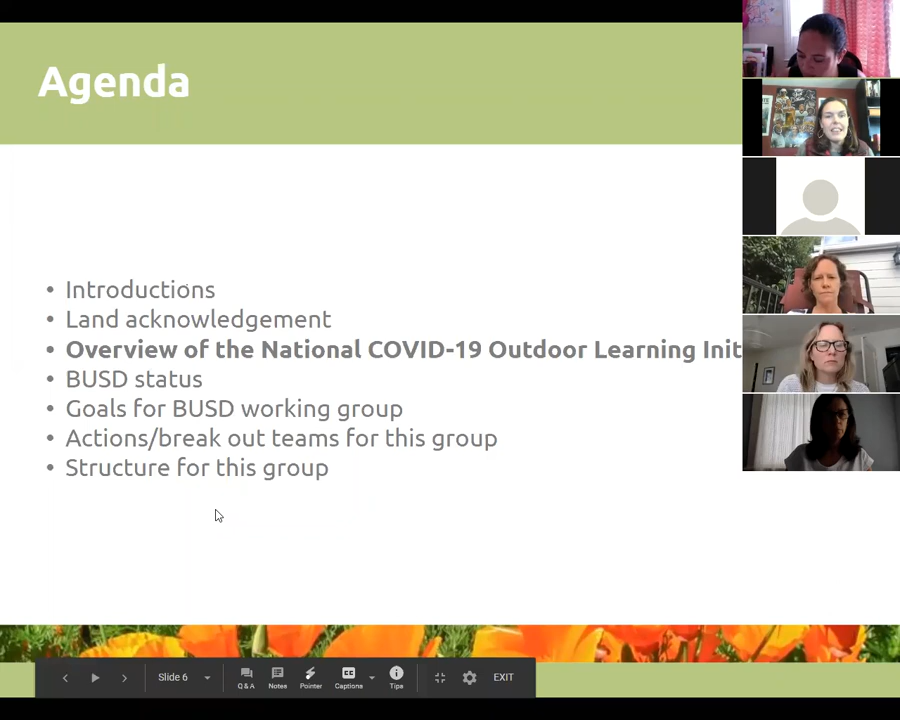 Agenda
• Introductions
• Land acknowledgement
• Overview of the National COVID-19 Outdoor Learning Init
• BUSD status
• Goals for BUSD working group
• Actions/break out teams for this group
• Structure for this group
Slide 6
Q & A
Notes
Pointer
Captions
Tips
EXIT